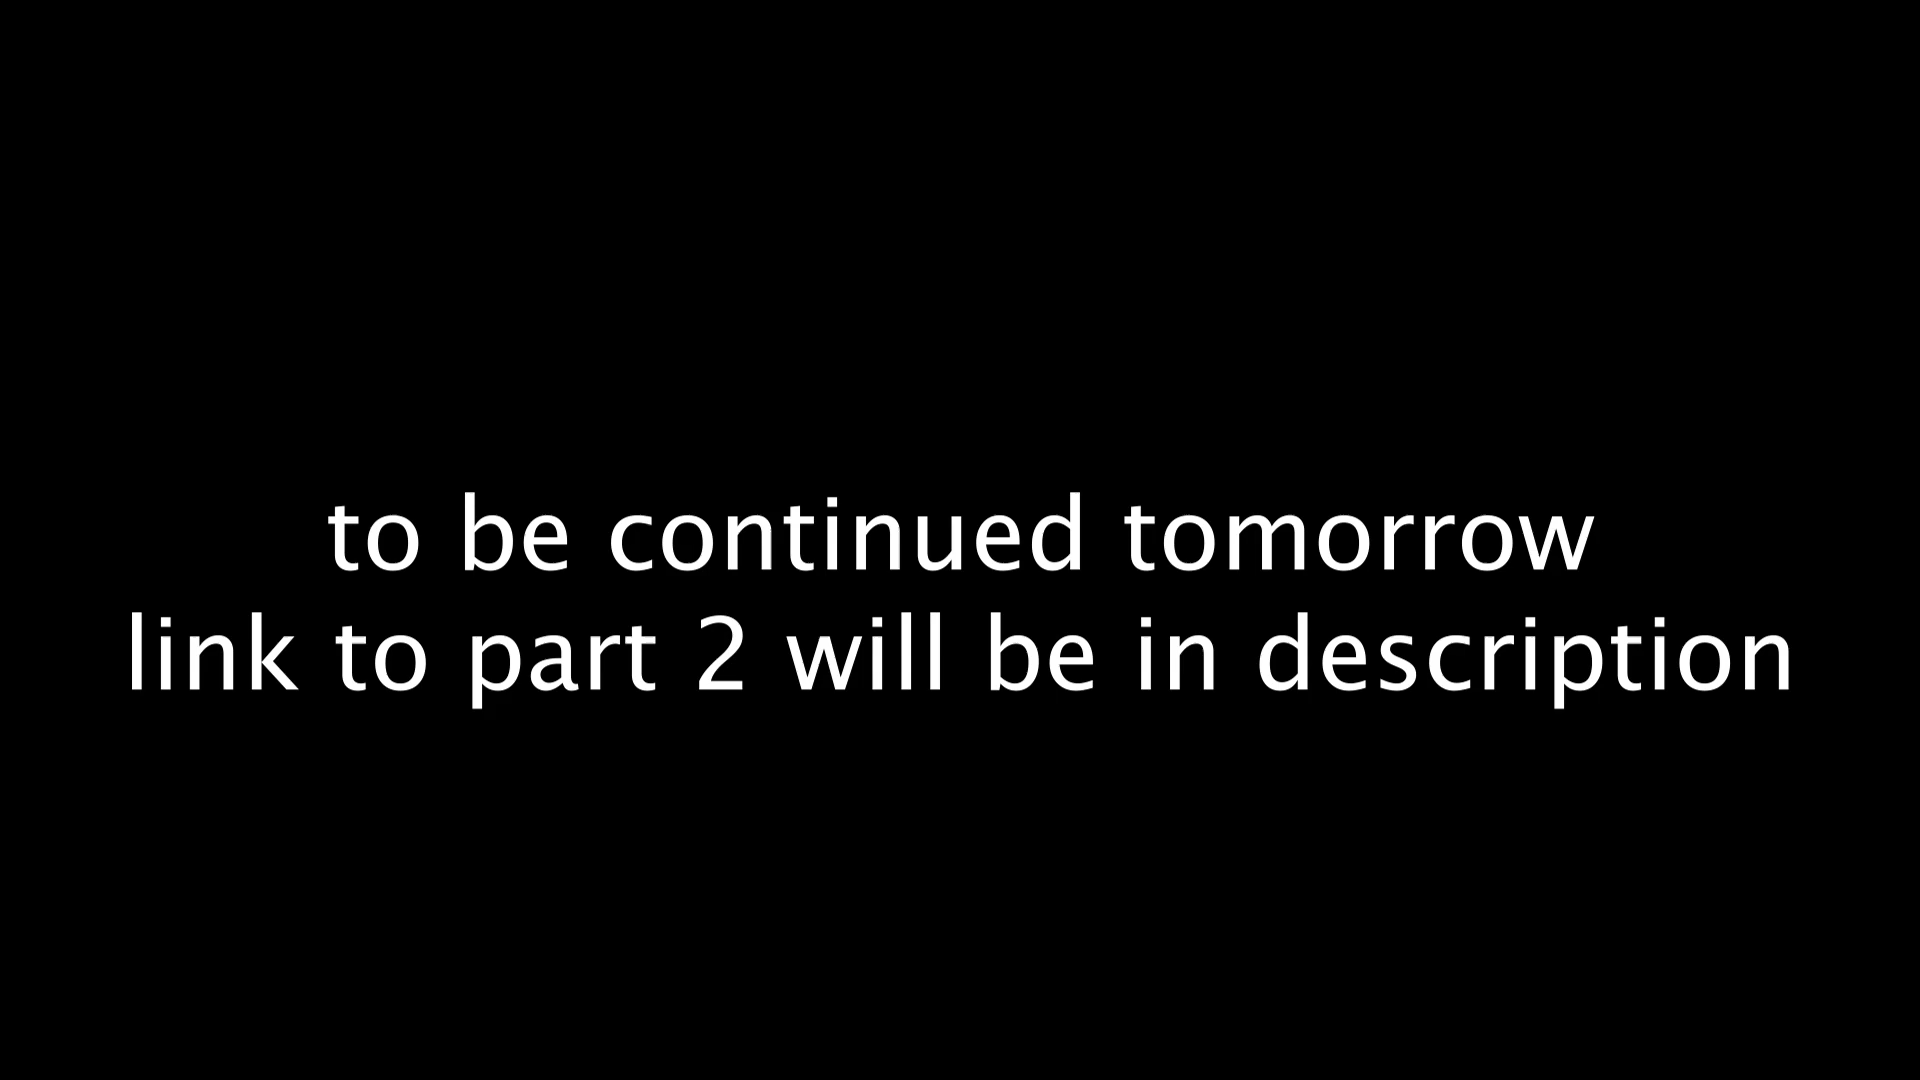 to be continued tomorrow
link to part 2 will be in description